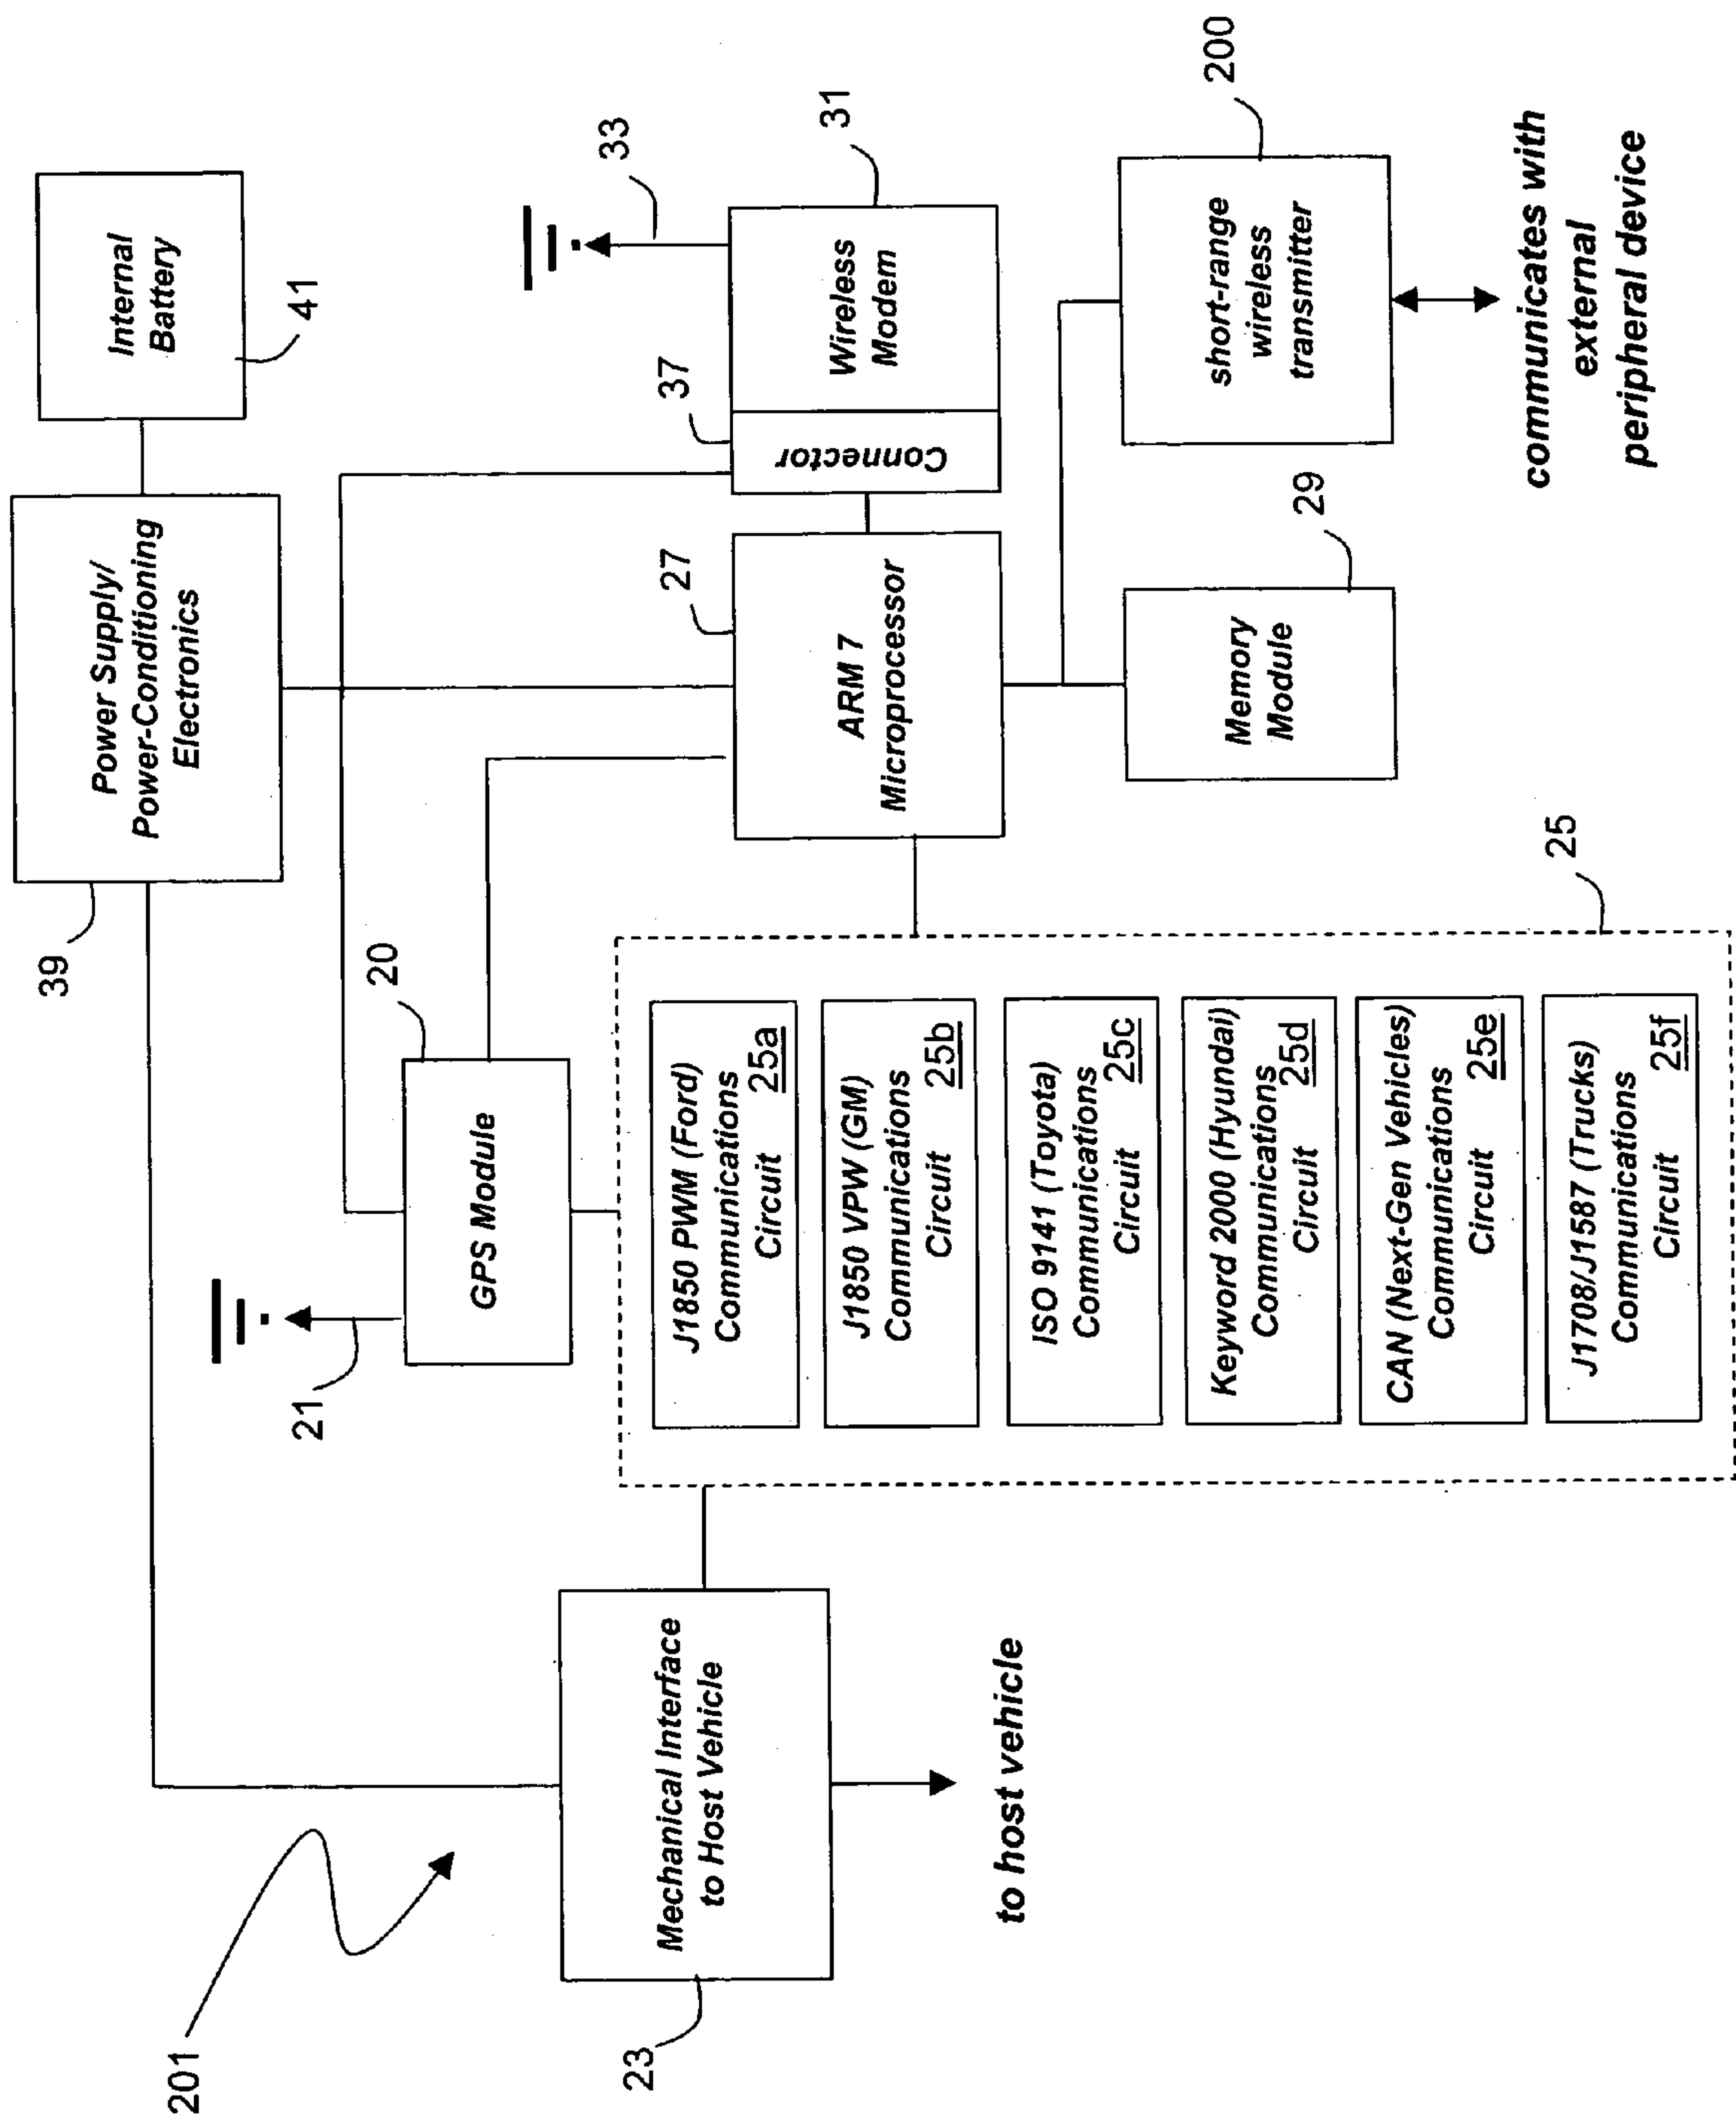 201
39
Power Supply/
Power-Conditioning
Electronics
Internal
Battery
41
21
20
GPS Module
33
37
31
Connector
Wireless
Modem
27
ARM 7
Microprocessor
23
Mechanical Interface
to Host Vehicle
to host vehicle
J1850 PWM (Ford)
Communications
Circuit 25a
J1850 VPW (GM)
Communications
Circuit 25b
ISO 9141 (Toyota)
Communications
Circuit 25c
Keyword 2000 (Hyundai)
Communications
Circuit 25d
CAN (Next-Gen Vehicles)
Communications
Circuit 25e
J1708/J1587 (Trucks)
Communications
Circuit 25f
25
Memory
Module
29
short-range
wireless
transmitter
200
communicates with
external
peripheral device